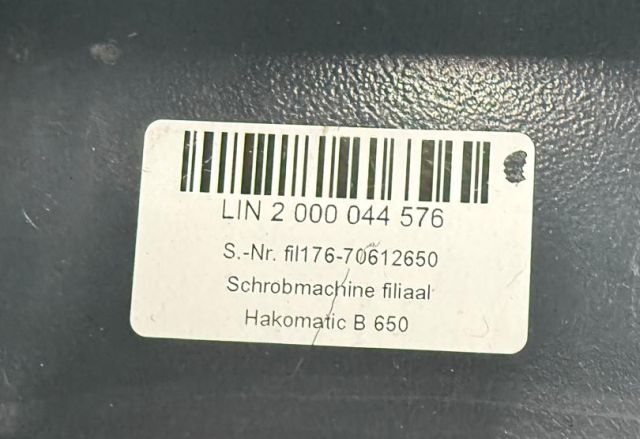 LIN 2 000 044 576
S.-Nr. fil176-70612650
Schrobmachine filiaal
Hakomatic B 650